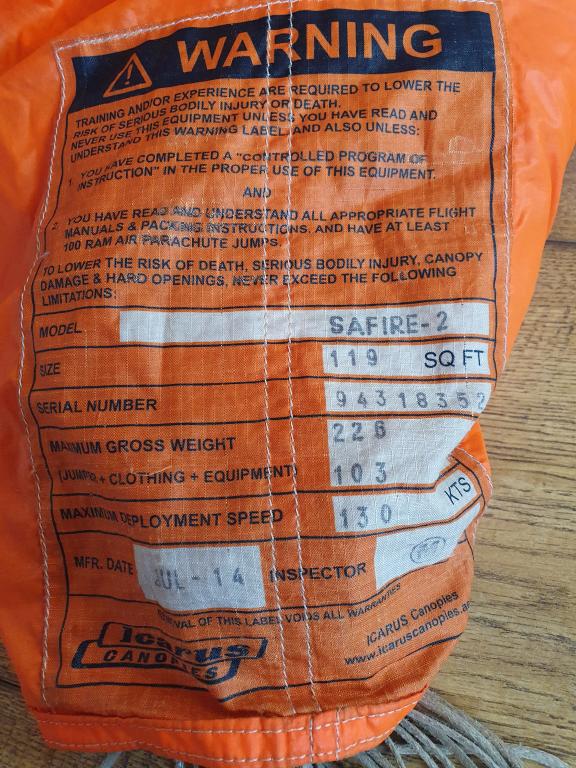 WARNING
TRAINING AND/OR EXPERIENCE ARE REQUIRED TO LOWER THE
RISK OF SERIOUS BODILY INJURY OR DEATH.
NEVER USE THIS EQUIPMENT UNLESS YOU HAVE READ AND
UNDERSTAND THIS WARNING LABEL, AND ALSO UNLESS:
1. YOU HAVE COMPLETED A "CONTROLLED PROGRAM OF
INSTRUCTION" IN THE PROPER USE OF THIS EQUIPMENT.
AND
2. YOU HAVE READ AND UNDERSTAND ALL APPROPRIATE FLIGHT
MANUALS & PACKING INSTRUCTIONS, AND HAVE AT LEAST
100 RAM AIR PARACHUTE JUMPS.
TO LOWER THE RISK OF DEATH, SERIOUS BODILY INJURY, CANOPY
DAMAGE & HARD OPENINGS, NEVER EXCEED THE FOLLOWING
LIMITATIONS:
MODEL SAFIRE-2
SIZE 119 SQ FT
SERIAL NUMBER 94318352
MAXIMUM GROSS WEIGHT 226
(JUMPER + CLOTHING + EQUIPMENT) 103
MAXIMUM DEPLOYMENT SPEED 130 KTS
MFR. DATE JUL-14 INSPECTOR
REMOVAL OF THIS LABEL VOIDS ALL WARRANTIES
Icarus
CANOPIES
ICARUS Canopies
www.icaruscanopies.a